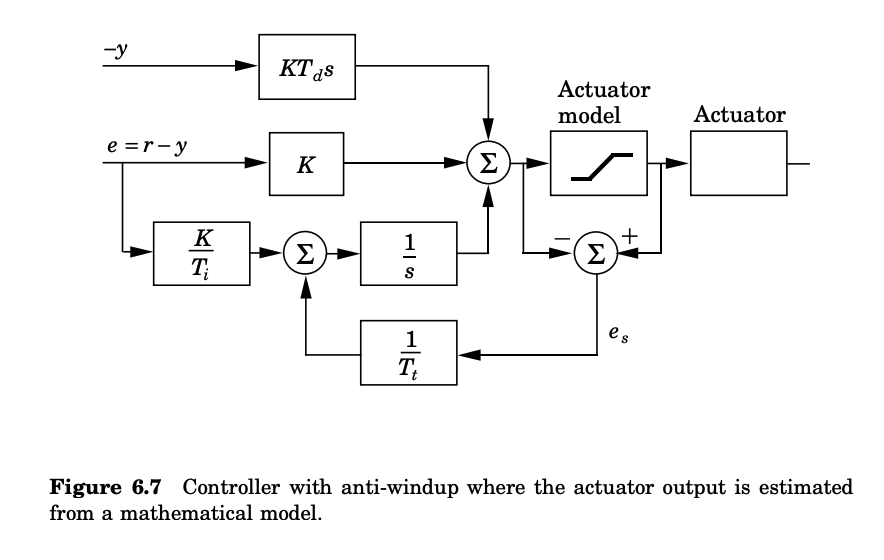 -y
KT_d s
Actuator
model
Actuator
e = r − y
K
Σ
K
T_i
Σ
1
s
−
Σ
+
1
T_t
e_s
Figure 6.7 Controller with anti-windup where the actuator output is estimated
from a mathematical model.